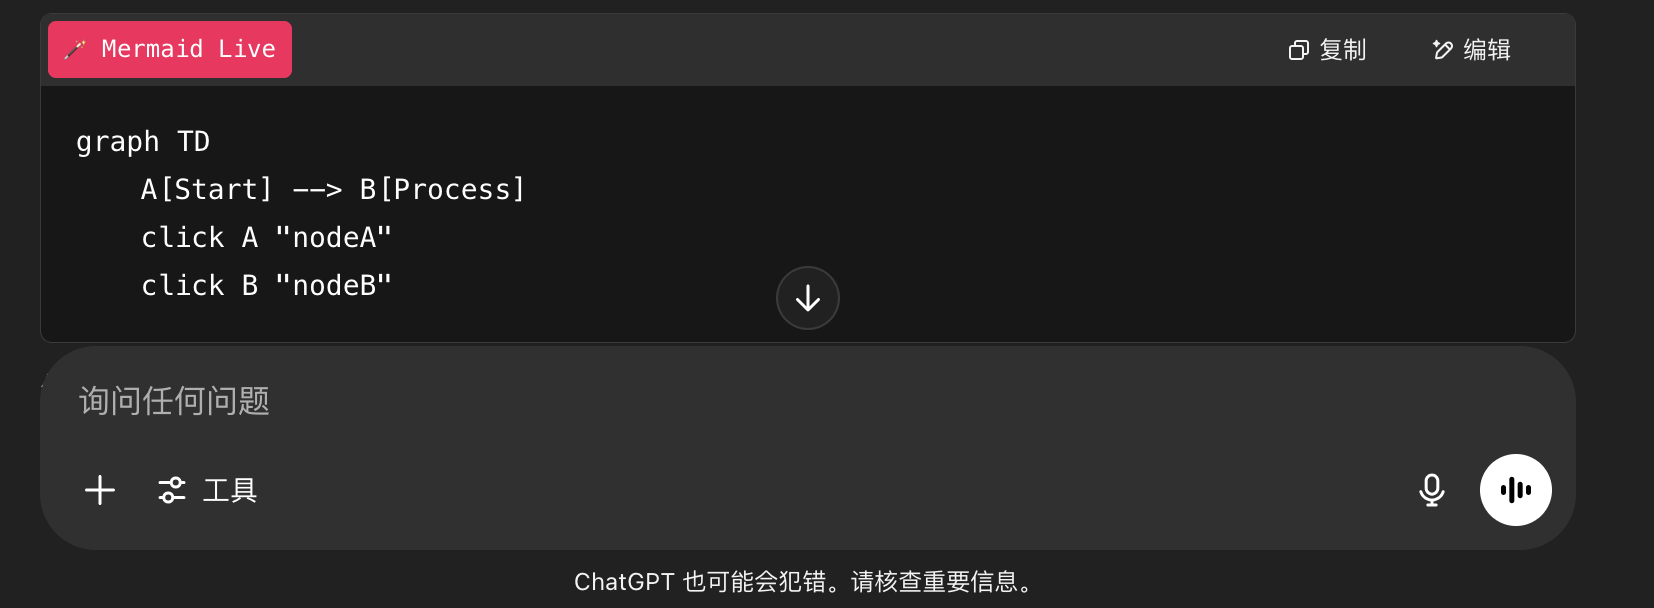 Mermaid Live
复制
编辑
graph TD
    A[Start] --> B[Process]
    click A "nodeA"
    click B "nodeB"
询问任何问题
工具
ChatGPT 也可能会犯错。请核查重要信息。